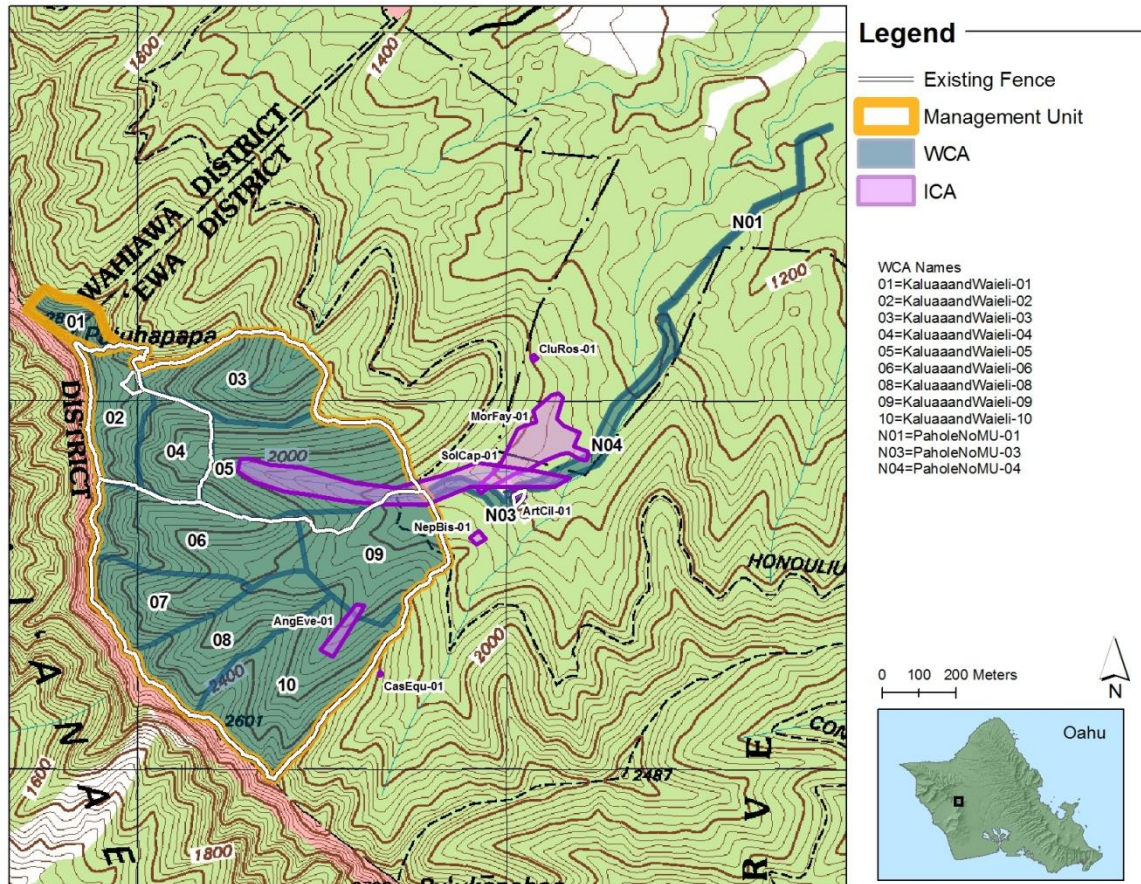 Legend
Existing Fence
Management Unit
WCA
ICA
WCA Names
01=KaluaaandWaieli-01
02=KaluaaandWaieli-02
03=KaluaaandWaieli-03
04=KaluaaandWaieli-04
05=KaluaaandWaieli-05
06=KaluaaandWaieli-06
08=KaluaaandWaieli-08
09=KaluaaandWaieli-09
10=KaluaaandWaieli-10
N01=PaholeNoMU-01
N03=PaholeNoMU-03
N04=PaholeNoMU-04
0 100 200 Meters
N
Oahu
1800
1400
WAHIAWA DISTRICT
EWA DISTRICT
N01
1200
01
uhapapa
CluRos-01
03
DISTRICT
02
MorFay-01
04
N04
SolCap-01
05
2000
N03
ArtCil-01
NepBis-01
06
09
HONOULIU
07
AngEve-01
08
2000
2400
10
CasEqu-01
2601
A
N
A
E
1600
1800
2487
CON
R V E